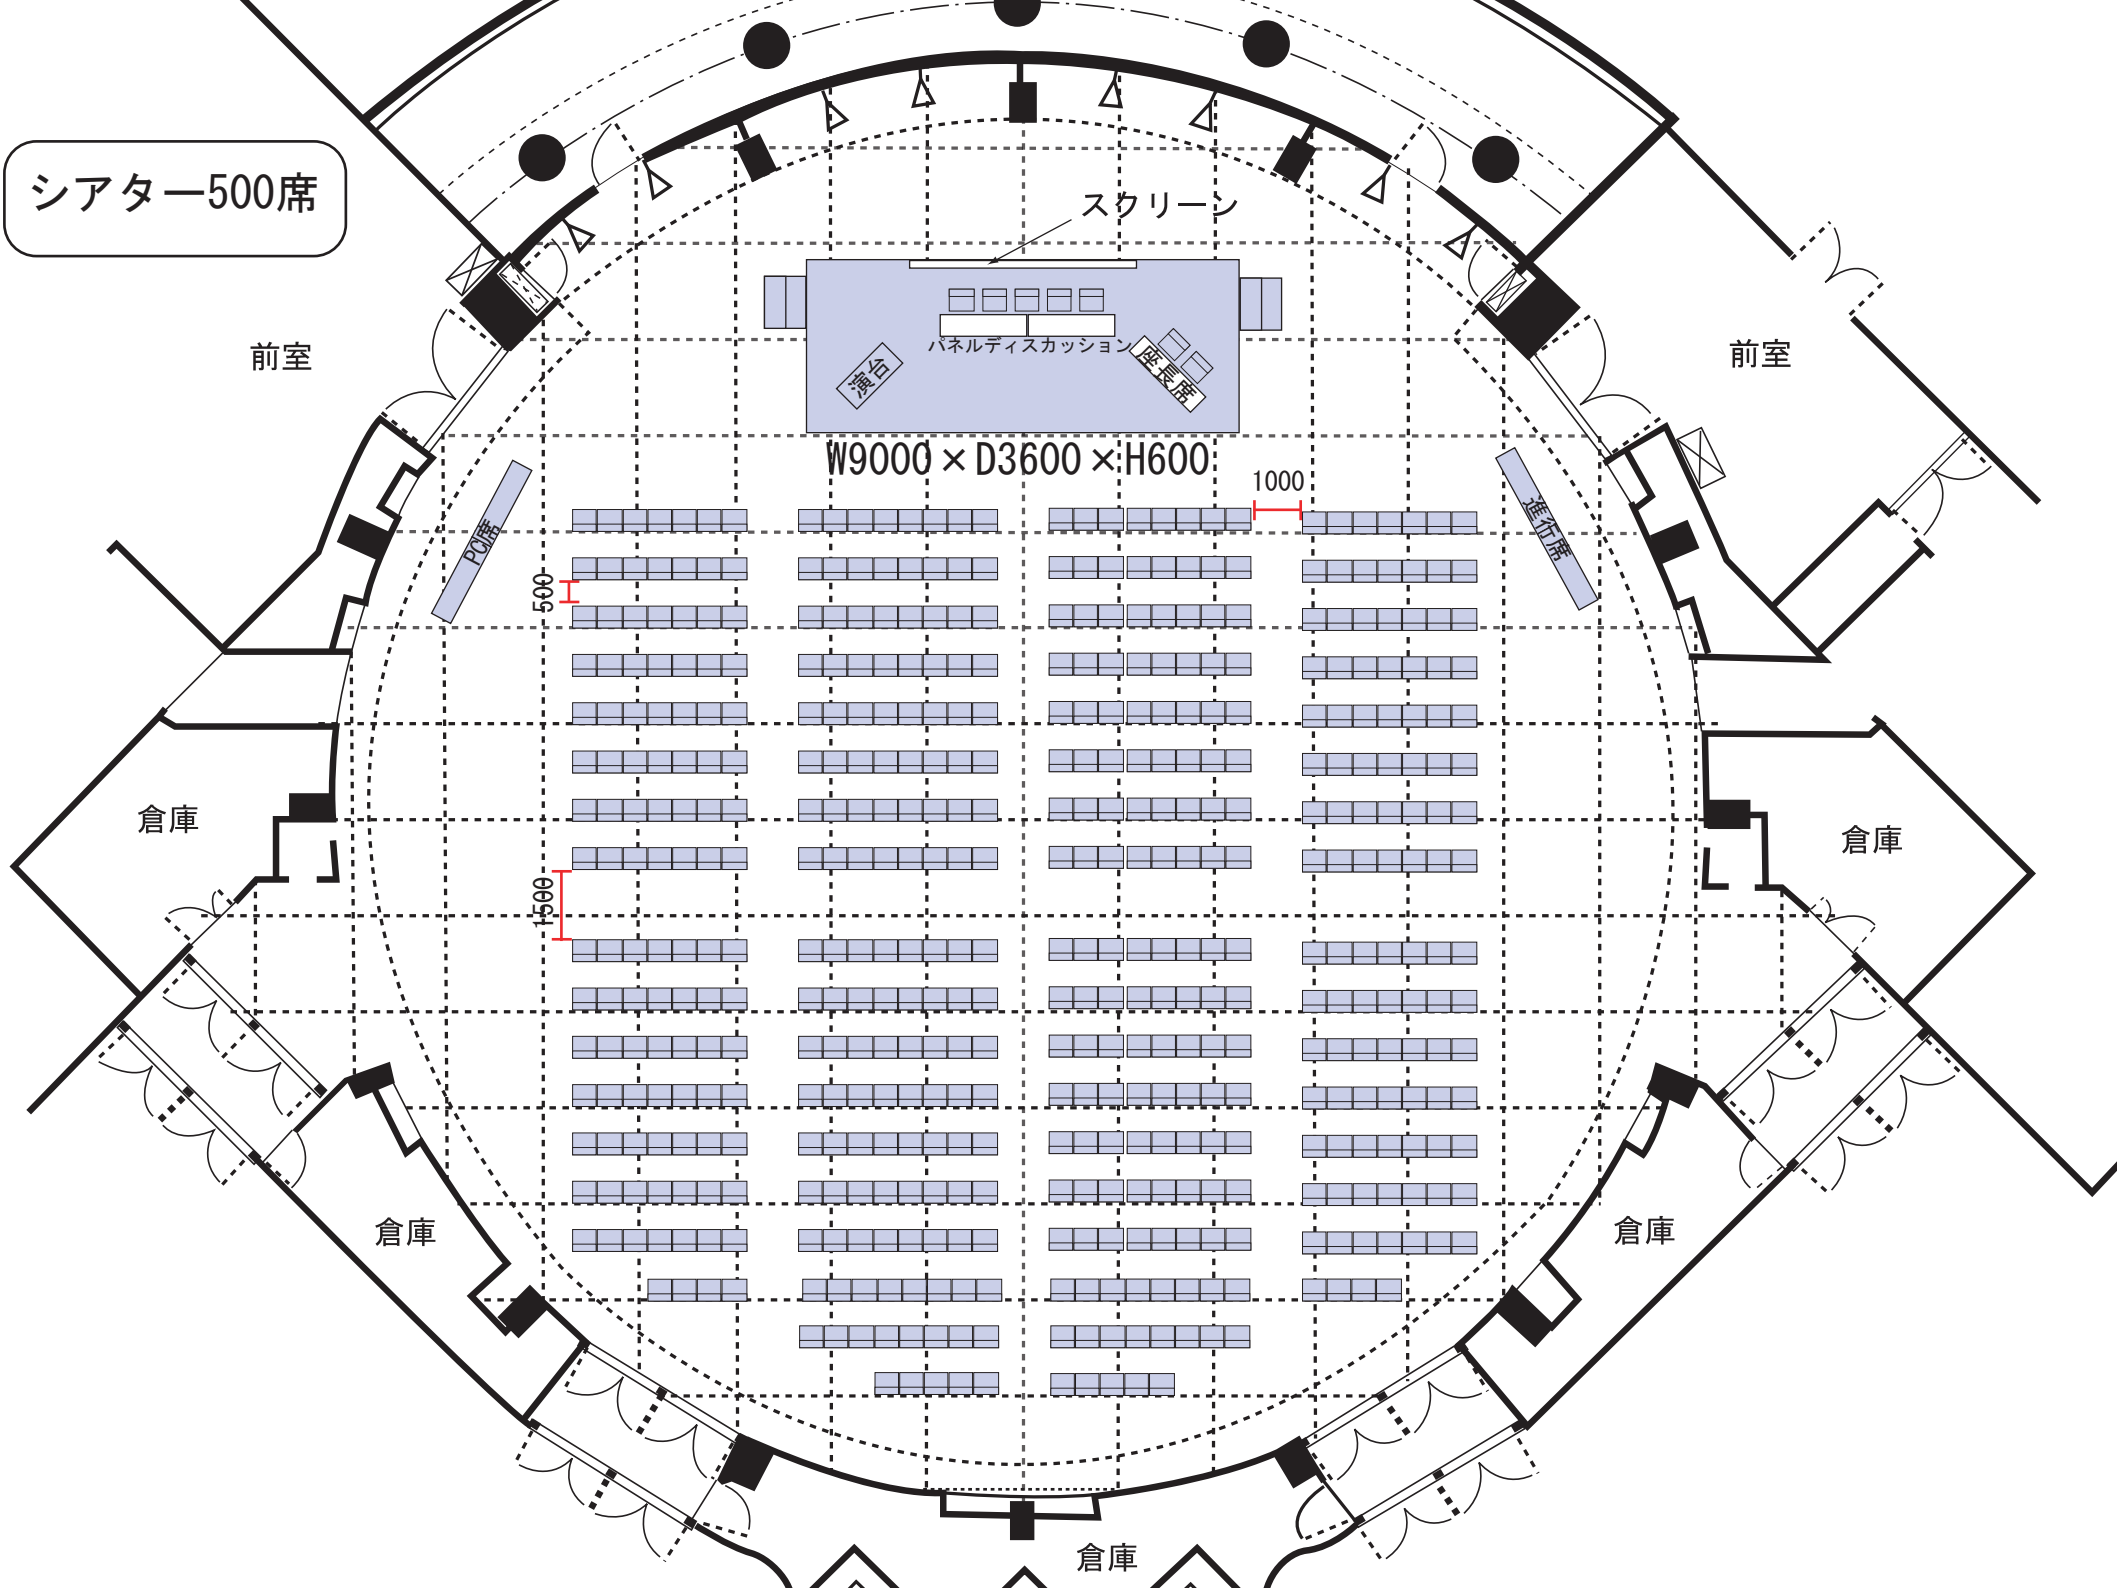 シアター500席
スクリーン
パネルディスカッション
演台
座長席
W9000×D3600×H600
前室
前室
1000
PC席
進行席
500
倉庫
倉庫
1500
倉庫
倉庫
倉庫